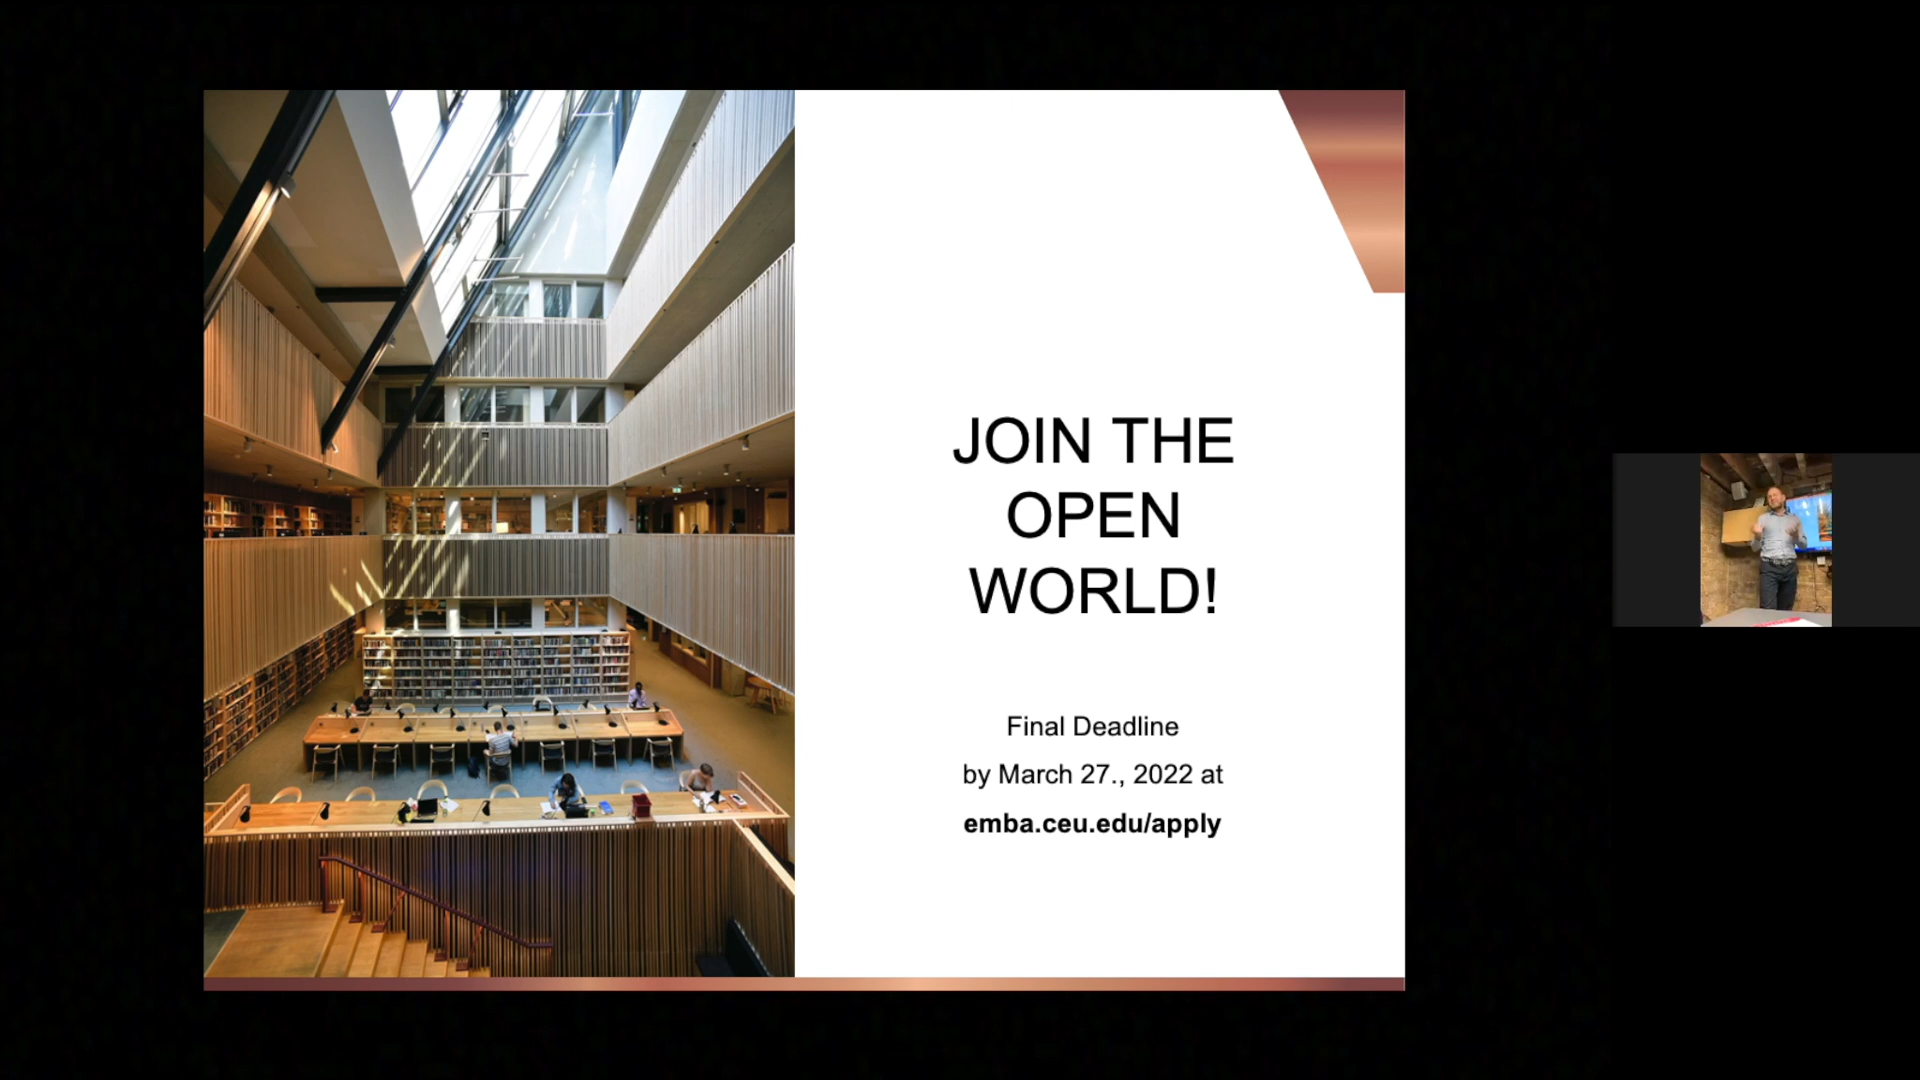 JOIN THE
OPEN
WORLD!
Final Deadline
by March 27., 2022 at
emba.ceu.edu/apply